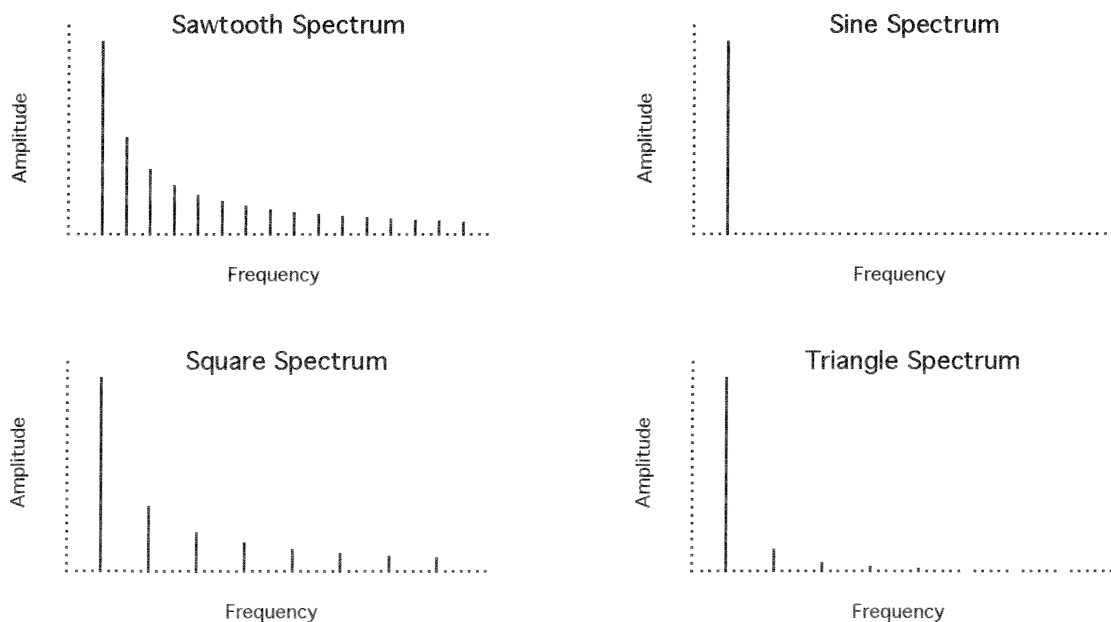 Sawtooth Spectrum
Amplitude
Frequency
Sine Spectrum
Amplitude
Frequency
Square Spectrum
Amplitude
Frequency
Triangle Spectrum
Amplitude
Frequency